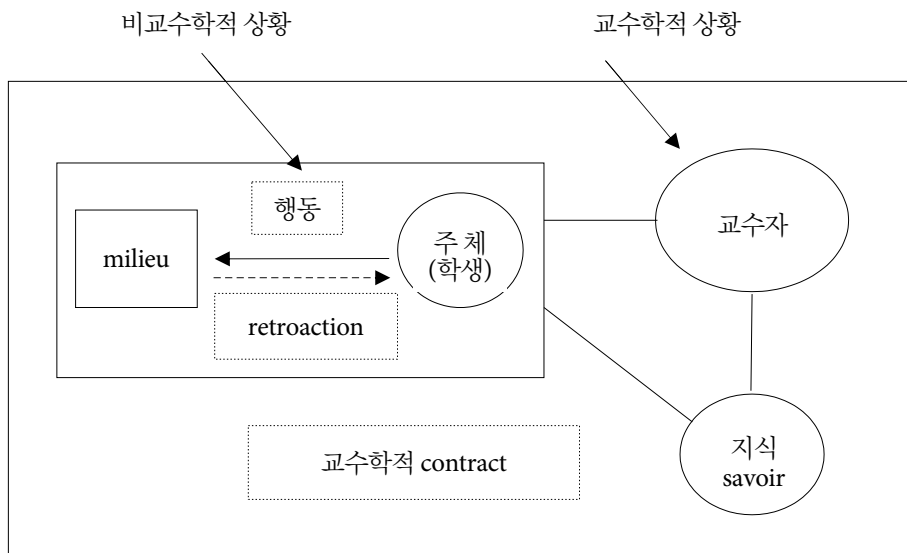 비교수학적 상황
교수학적 상황
행동
milieu
주 체
(학생)
retroaction
교수자
교수학적 contract
지식
savoir